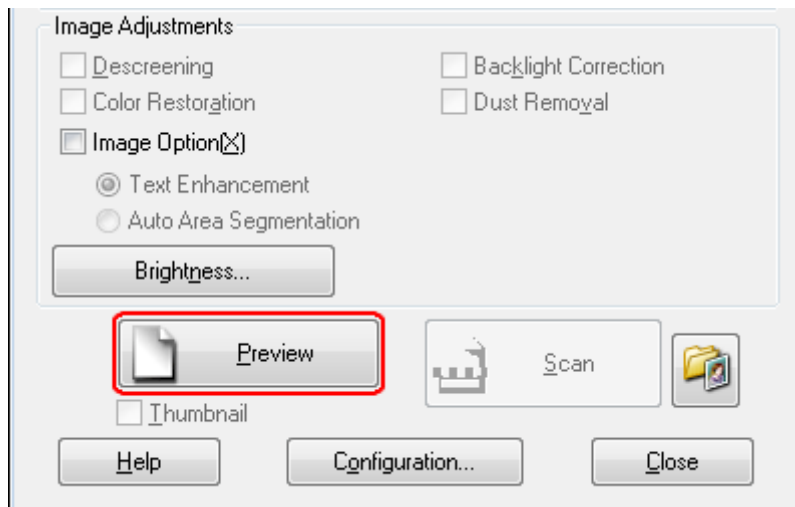 Image Adjustments
Descreening Backlight Correction
Color Restoration Dust Removal
Image Option(X)
Text Enhancement
Auto Area Segmentation
Brightness...
Preview Scan
Thumbnail
Help Configuration... Close